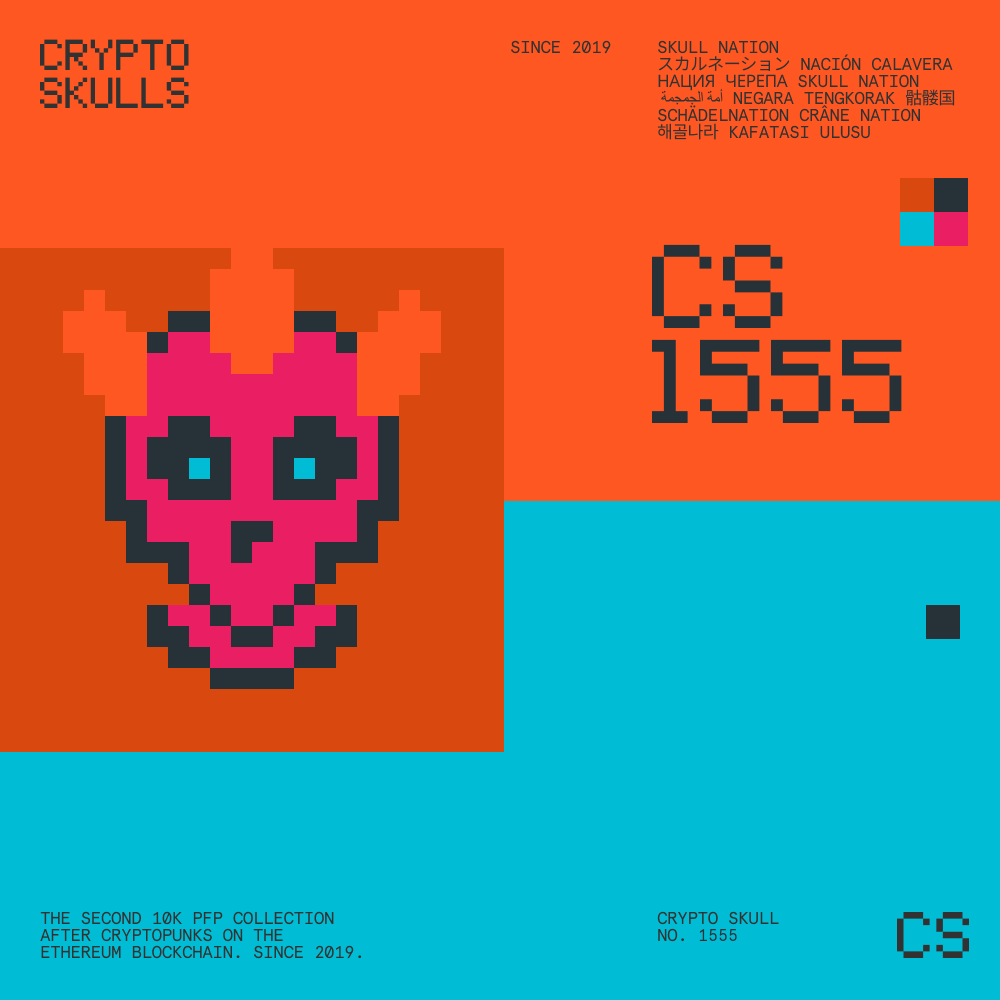 CRYPTO
SKULLS
SINCE 2019
SKULL NATION
スカルネーション NACIÓN CALAVERA
НАЦИЯ ЧЕРЕПА SKULL NATION
أمة الجمجمة NEGARA TENGKORAK 骷髅国
SCHÄDELNATION CRÂNE NATION
해골나라 KAFATASI ULUSU
CS
1555
THE SECOND 10K PFP COLLECTION
AFTER CRYPTOPUNKS ON THE
ETHEREUM BLOCKCHAIN. SINCE 2019.
CRYPTO SKULL
NO. 1555
CS